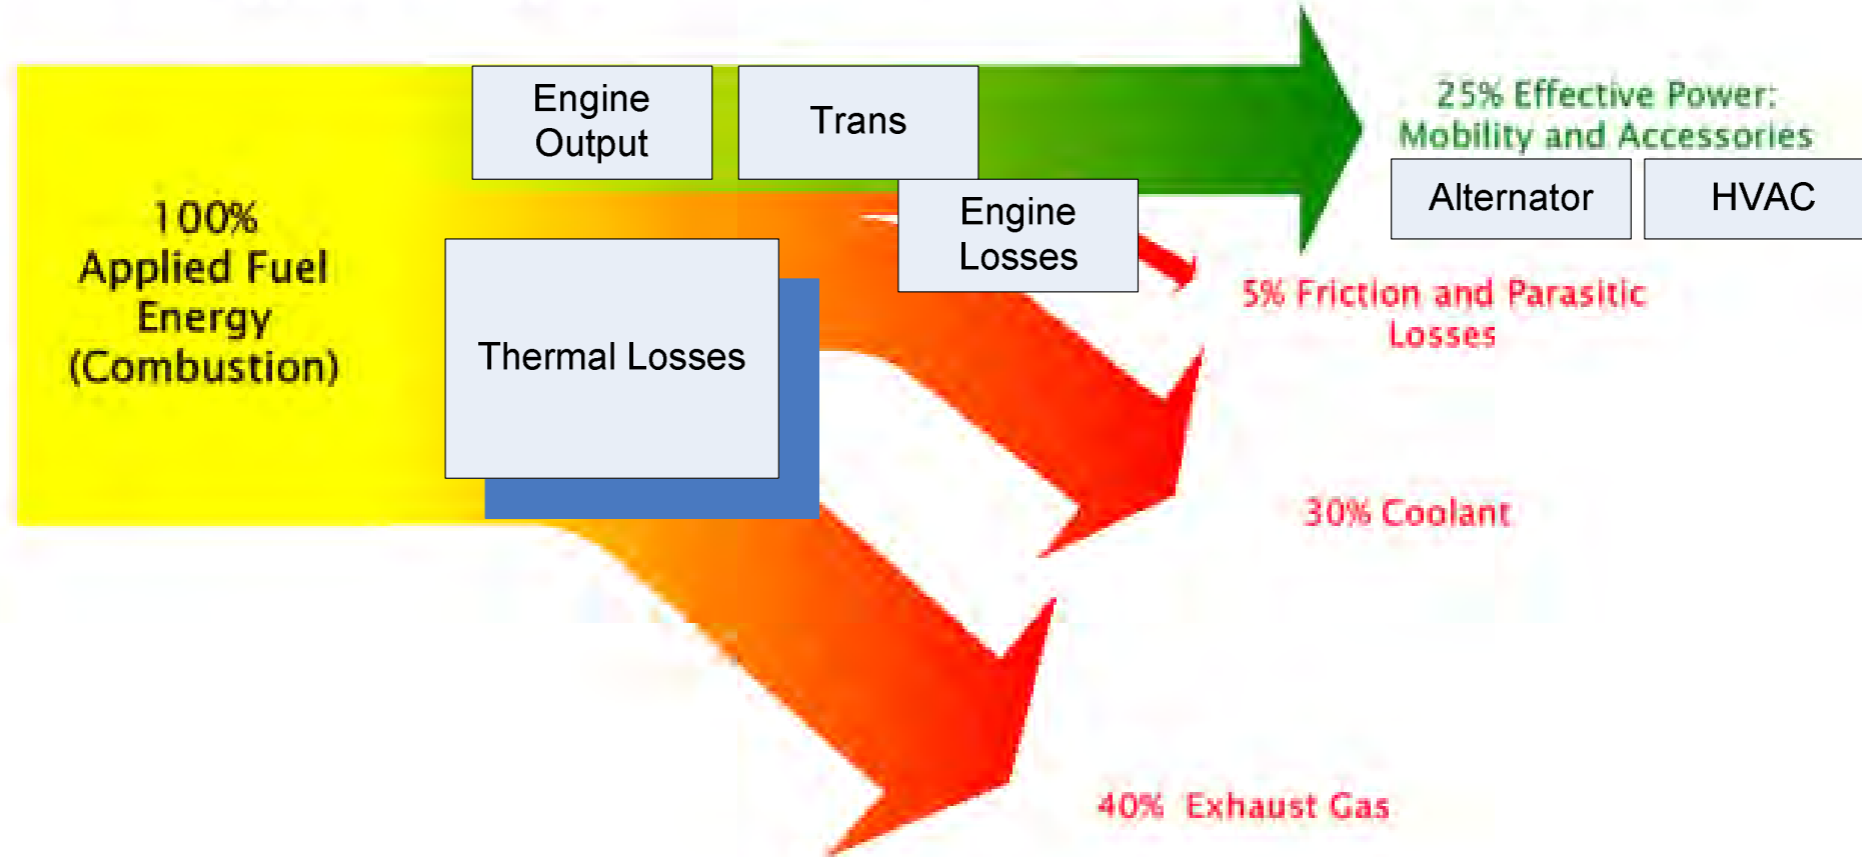 100%
Applied Fuel
Energy
(Combustion)
Engine
Output
Trans
Engine
Losses
Thermal Losses
25% Effective Power:
Mobility and Accessories
Alternator
HVAC
5% Friction and Parasitic
Losses
30% Coolant
40% Exhaust Gas